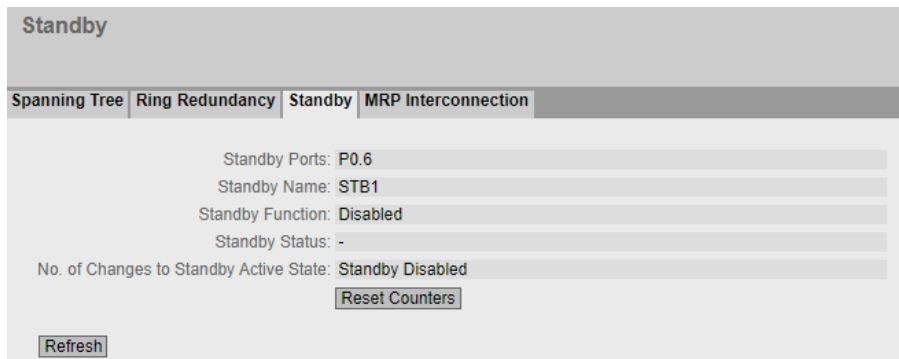 Standby
Spanning Tree Ring Redundancy Standby MRP Interconnection
Standby Ports: P0.6
Standby Name: STB1
Standby Function: Disabled
Standby Status: -
No. of Changes to Standby Active State: Standby Disabled
Reset Counters
Refresh